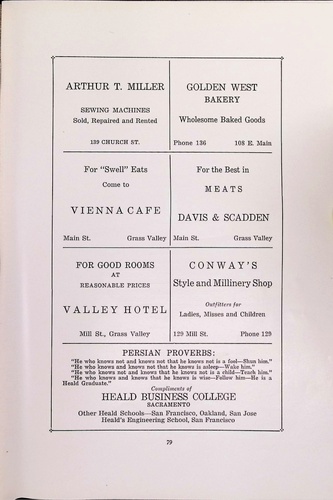 ARTHUR T. MILLER
SEWING MACHINES
Sold, Repaired and Rented
139 CHURCH ST.
GOLDEN WEST
BAKERY
Wholesome Baked Goods
Phone 136 108 E. Main
For "Swell" Eats
Come to
VIENNA CAFE
Main St. Grass Valley
For the Best in
MEATS
DAVIS & SCADDEN
Main St. Grass Valley
FOR GOOD ROOMS
AT
REASONABLE PRICES
VALLEY HOTEL
Mill St., Grass Valley
CONWAY'S
Style and Millinery Shop
Outfitters for
Ladies, Misses and Children
129 Mill St. Phone 129
PERSIAN PROVERBS:
"He who knows not and knows not that he knows not is a fool—Shun him."
"He who knows and knows not that he knows is asleep—Wake him."
"He who knows not and knows that he knows not is a child—Teach him."
"He who knows and knows that he knows is wise—Follow him—He is a
Heald Graduate."
Compliments of
HEALD BUSINESS COLLEGE
SACRAMENTO
Other Heald Schools—San Francisco, Oakland, San Jose
Heald's Engineering School, San Francisco
79